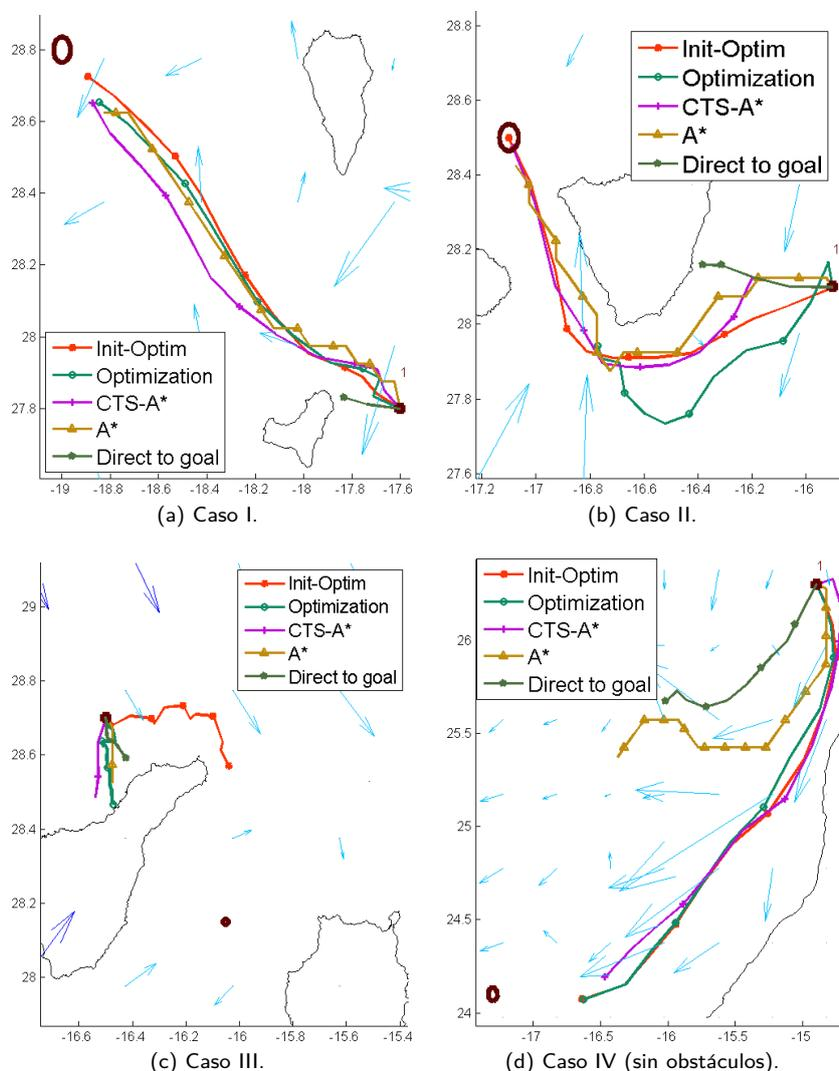 28.8
28.6
28.4
28.2
28
27.8
1
Init-Optim
Optimization
CTS-A*
A*
Direct to goal
-19 -18.8 -18.6 -18.4 -18.2 -18 -17.8 -17.6
(a) Caso I.
28.8
28.6
28.4
28.2
28
27.8
27.6
1
Init-Optim
Optimization
CTS-A*
A*
Direct to goal
-17.2 -17 -16.8 -16.6 -16.4 -16.2 -16
(b) Caso II.
29
28.8
28.6
28.4
28.2
28
Init-Optim
Optimization
CTS-A*
A*
Direct to goal
-16.6 -16.4 -16.2 -16 -15.8 -15.6 -15.4
(c) Caso III.
26
25.5
25
24.5
24
1
Init-Optim
Optimization
CTS-A*
A*
Direct to goal
-17 -16.5 -16 -15.5 -15
(d) Caso IV (sin obstáculos).